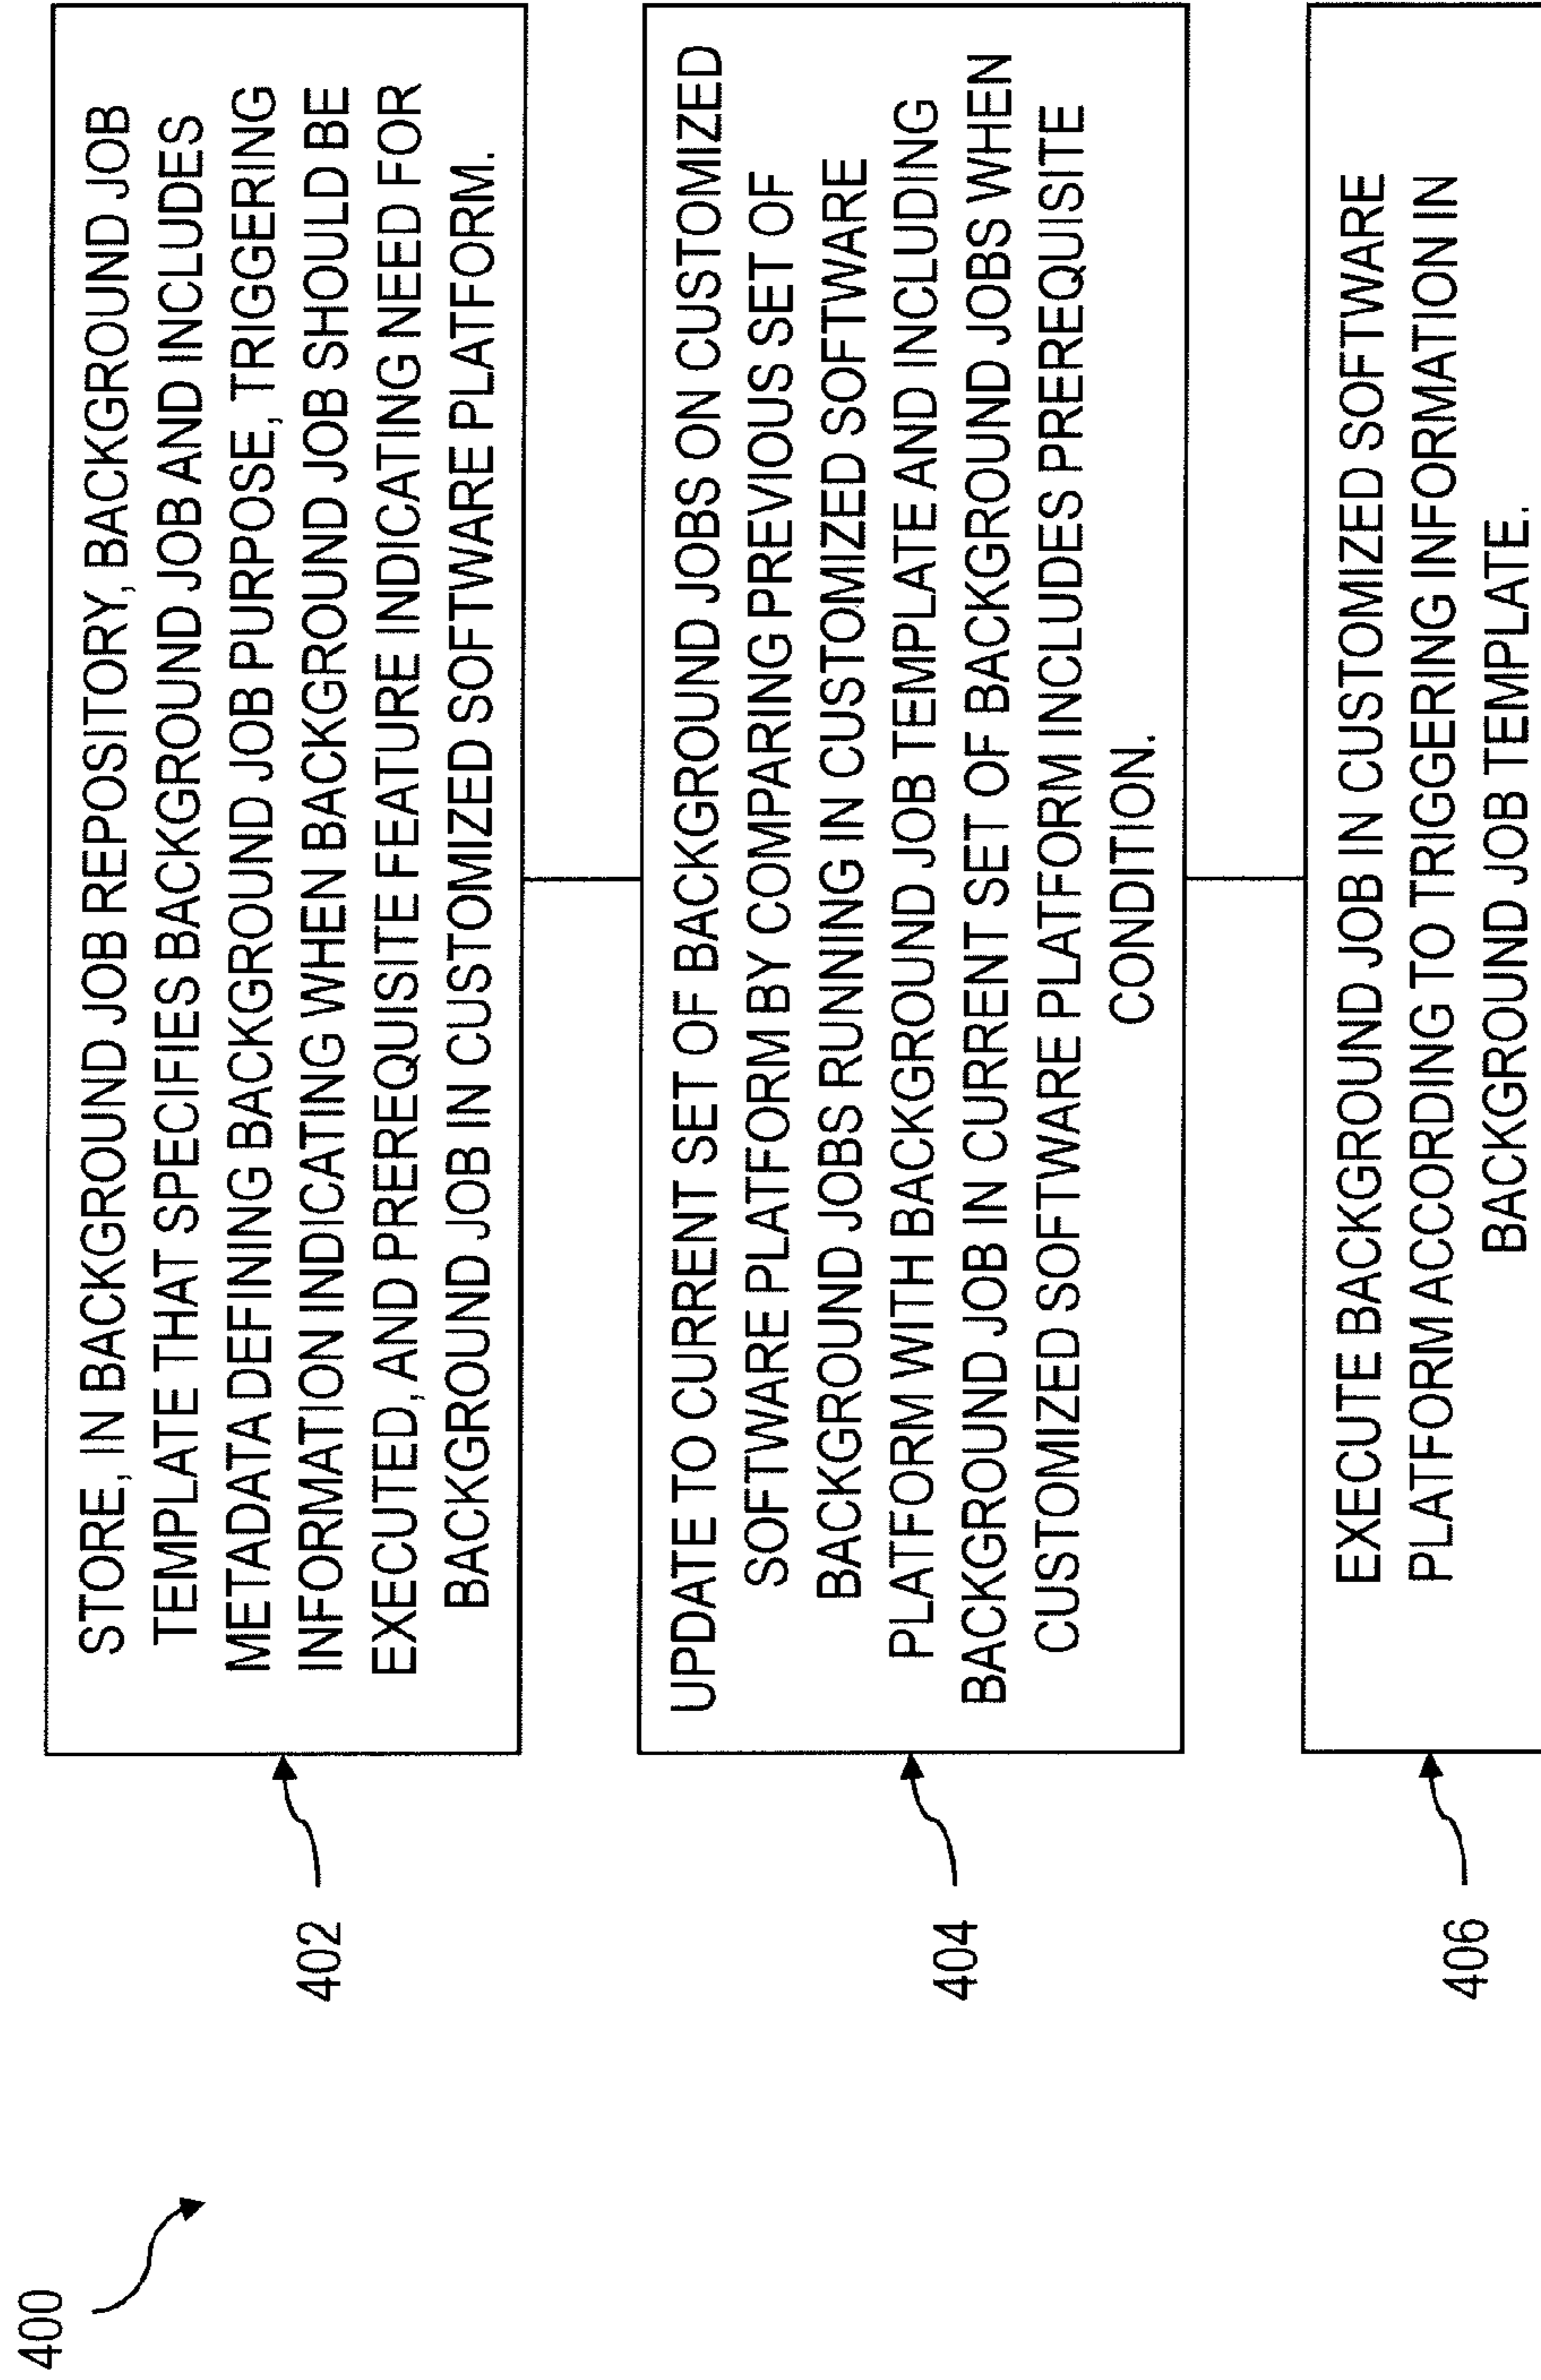 400
402
STORE, IN BACKGROUND JOB REPOSITORY, BACKGROUND JOB
TEMPLATE THAT SPECIFIES BACKGROUND JOB AND INCLUDES
METADATA DEFINING BACKGROUND JOB PURPOSE, TRIGGERING
INFORMATION INDICATING WHEN BACKGROUND JOB SHOULD BE
EXECUTED, AND PREREQUISITE FEATURE INDICATING NEED FOR
BACKGROUND JOB IN CUSTOMIZED SOFTWARE PLATFORM.
404
UPDATE TO CURRENT SET OF BACKGROUND JOBS ON CUSTOMIZED
SOFTWARE PLATFORM BY COMPARING PREVIOUS SET OF
BACKGROUND JOBS RUNNING IN CUSTOMIZED SOFTWARE
PLATFORM WITH BACKGROUND JOB TEMPLATE AND INCLUDING
BACKGROUND JOB IN CURRENT SET OF BACKGROUND JOBS WHEN
CUSTOMIZED SOFTWARE PLATFORM INCLUDES PREREQUISITE
CONDITION.
406
EXECUTE BACKGROUND JOB IN CUSTOMIZED SOFTWARE
PLATFORM ACCORDING TO TRIGGERING INFORMATION IN
BACKGROUND JOB TEMPLATE.